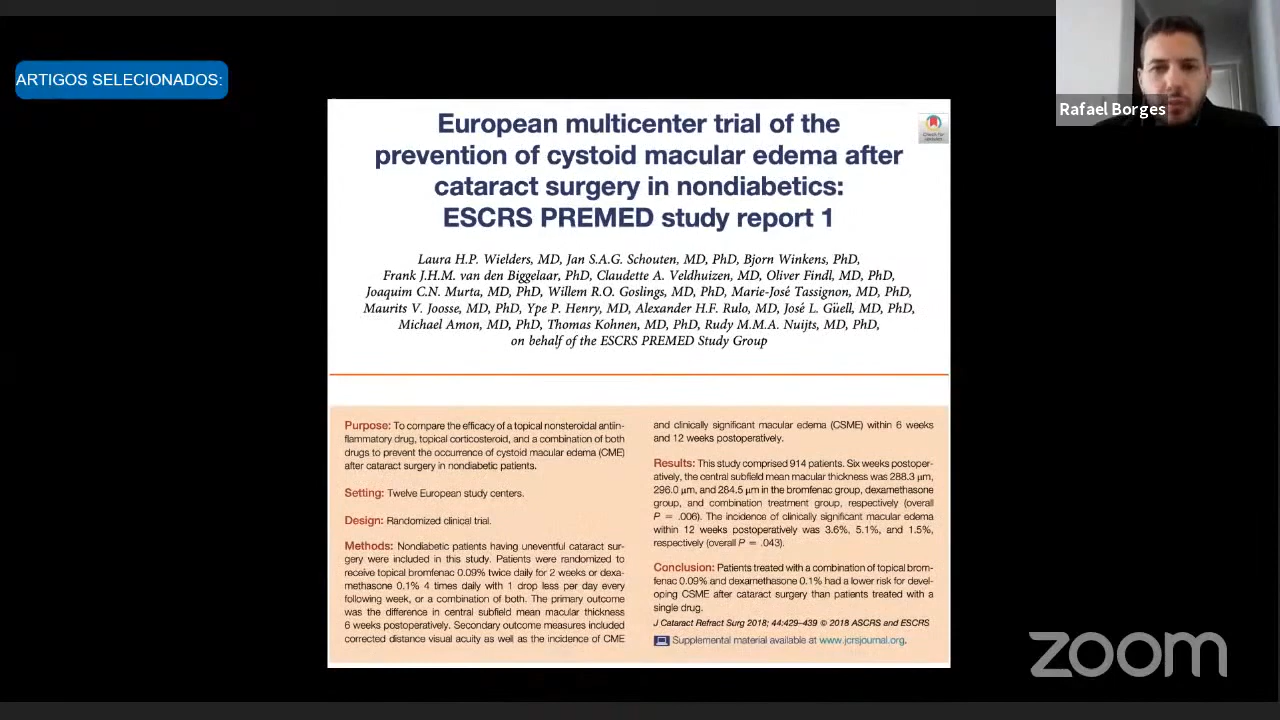 ARTIGOS SELECIONADOS:
Rafael Borges
European multicenter trial of the
prevention of cystoid macular edema after
cataract surgery in nondiabetics:
ESCRS PREMED study report 1
Check for
updates
Laura H.P. Wielders, MD, Jan S.A.G. Schouten, MD, PhD, Bjorn Winkens, PhD,
Frank J.H.M. van den Biggelaar, PhD, Claudette A. Veldhuizen, MD, Oliver Findl, MD, PhD,
Joaquim C.N. Murta, MD, PhD, Willem R.O. Goslings, MD, PhD, Marie-José Tassignon, MD, PhD,
Maurits V. Joosse, MD, PhD, Ype P. Henry, MD, Alexander H.F. Rulo, MD, José L. Güell, MD, PhD,
Michael Amon, MD, PhD, Thomas Kohnen, MD, PhD, Rudy M.M.A. Nuijts, MD, PhD,
on behalf of the ESCRS PREMED Study Group
Purpose: To compare the efficacy of a topical nonsteroidal antiin-
flammatory drug, topical corticosteroid, and a combination of both
drugs to prevent the occurrence of cystoid macular edema (CME)
after cataract surgery in nondiabetic patients.
Setting: Twelve European study centers.
Design: Randomized clinical trial.
Methods: Nondiabetic patients having uneventful cataract sur-
gery were included in this study. Patients were randomized to
receive topical bromfenac 0.09% twice daily for 2 weeks or dexa-
methasone 0.1% 4 times daily with 1 drop less per day every
following week, or a combination of both. The primary outcome
was the difference in central subfield mean macular thickness
6 weeks postoperatively. Secondary outcome measures included
corrected distance visual acuity as well as the incidence of CME
and clinically significant macular edema (CSME) within 6 weeks
and 12 weeks postoperatively.
Results: This study comprised 914 patients. Six weeks postoper-
atively, the central subfield mean macular thickness was 288.3 μm,
296.0 μm, and 284.5 μm in the bromfenac group, dexamethasone
group, and combination treatment group, respectively (overall
P = .006). The incidence of clinically significant macular edema
within 12 weeks postoperatively was 3.6%, 5.1%, and 1.5%,
respectively (overall P = .043).
Conclusion: Patients treated with a combination of topical brom-
fenac 0.09% and dexamethasone 0.1% had a lower risk for devel-
oping CSME after cataract surgery than patients treated with a
single drug.
J Cataract Refract Surg 2018; 44:429–439 © 2018 ASCRS and ESCRS
Supplemental material available at www.jcrsjournal.org.
zoom